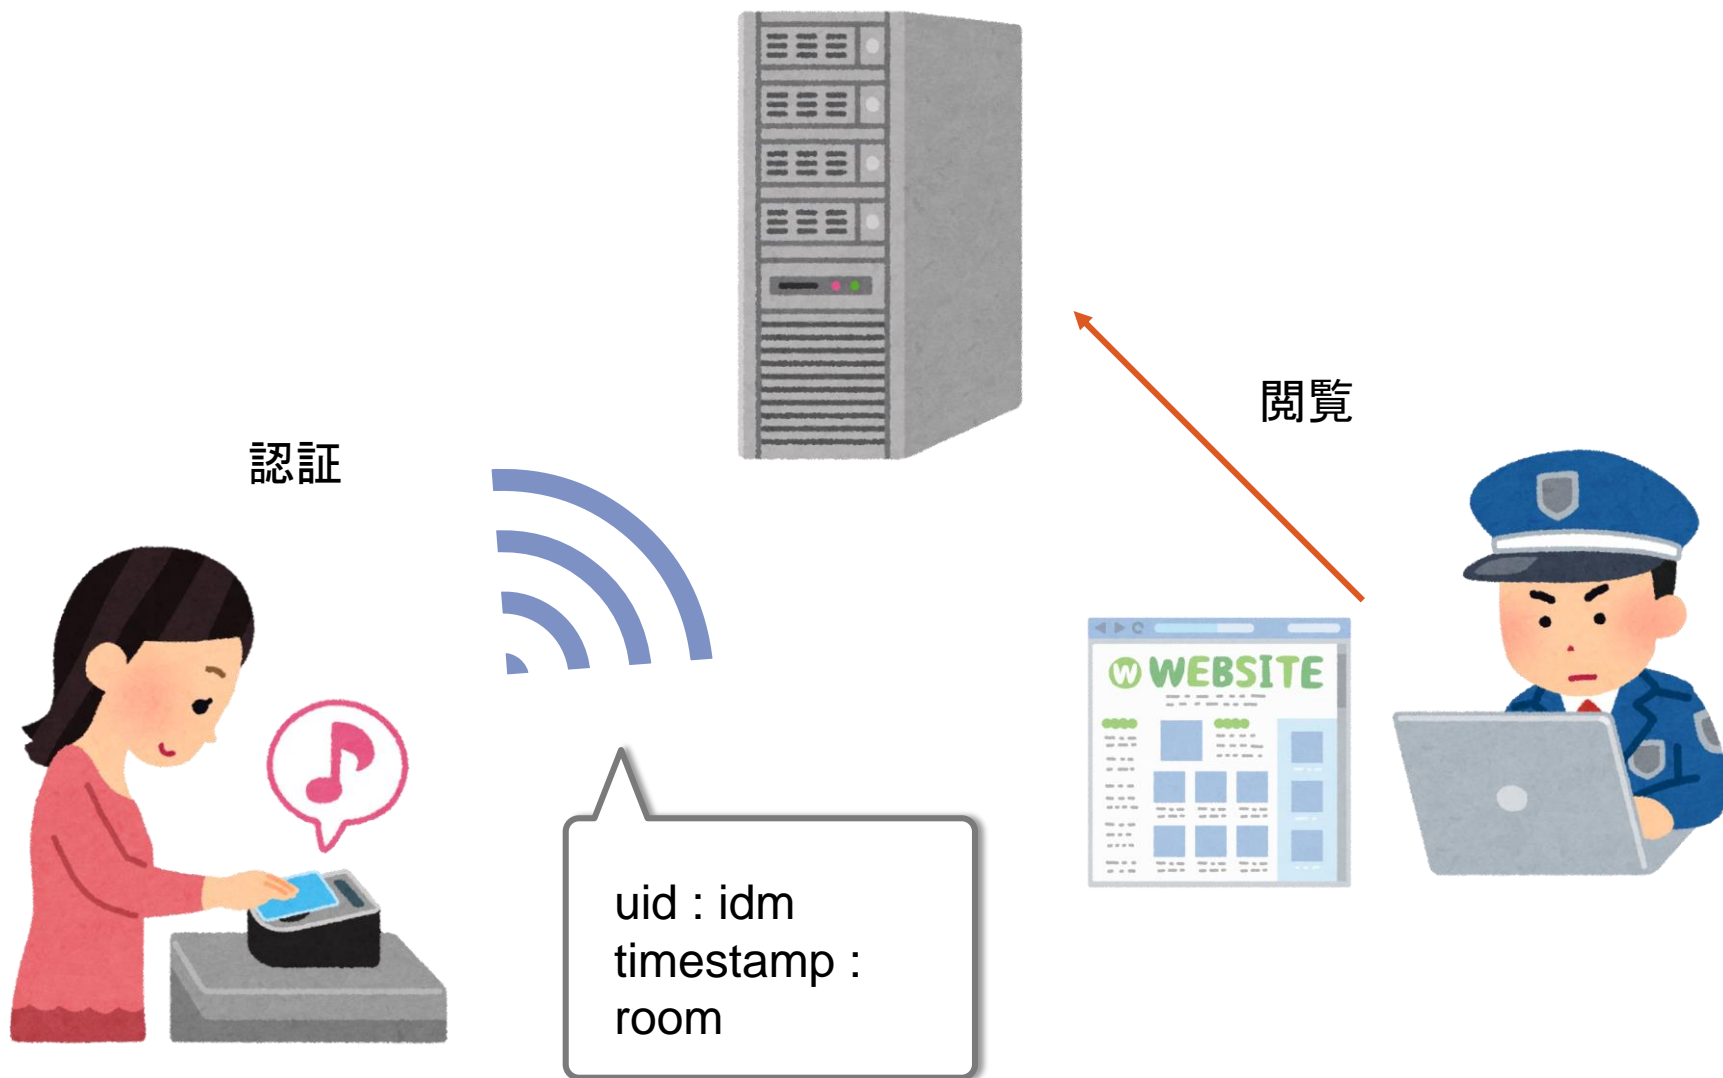 閲覧
認証
W WEBSITE
uid : idm
timestamp :
room